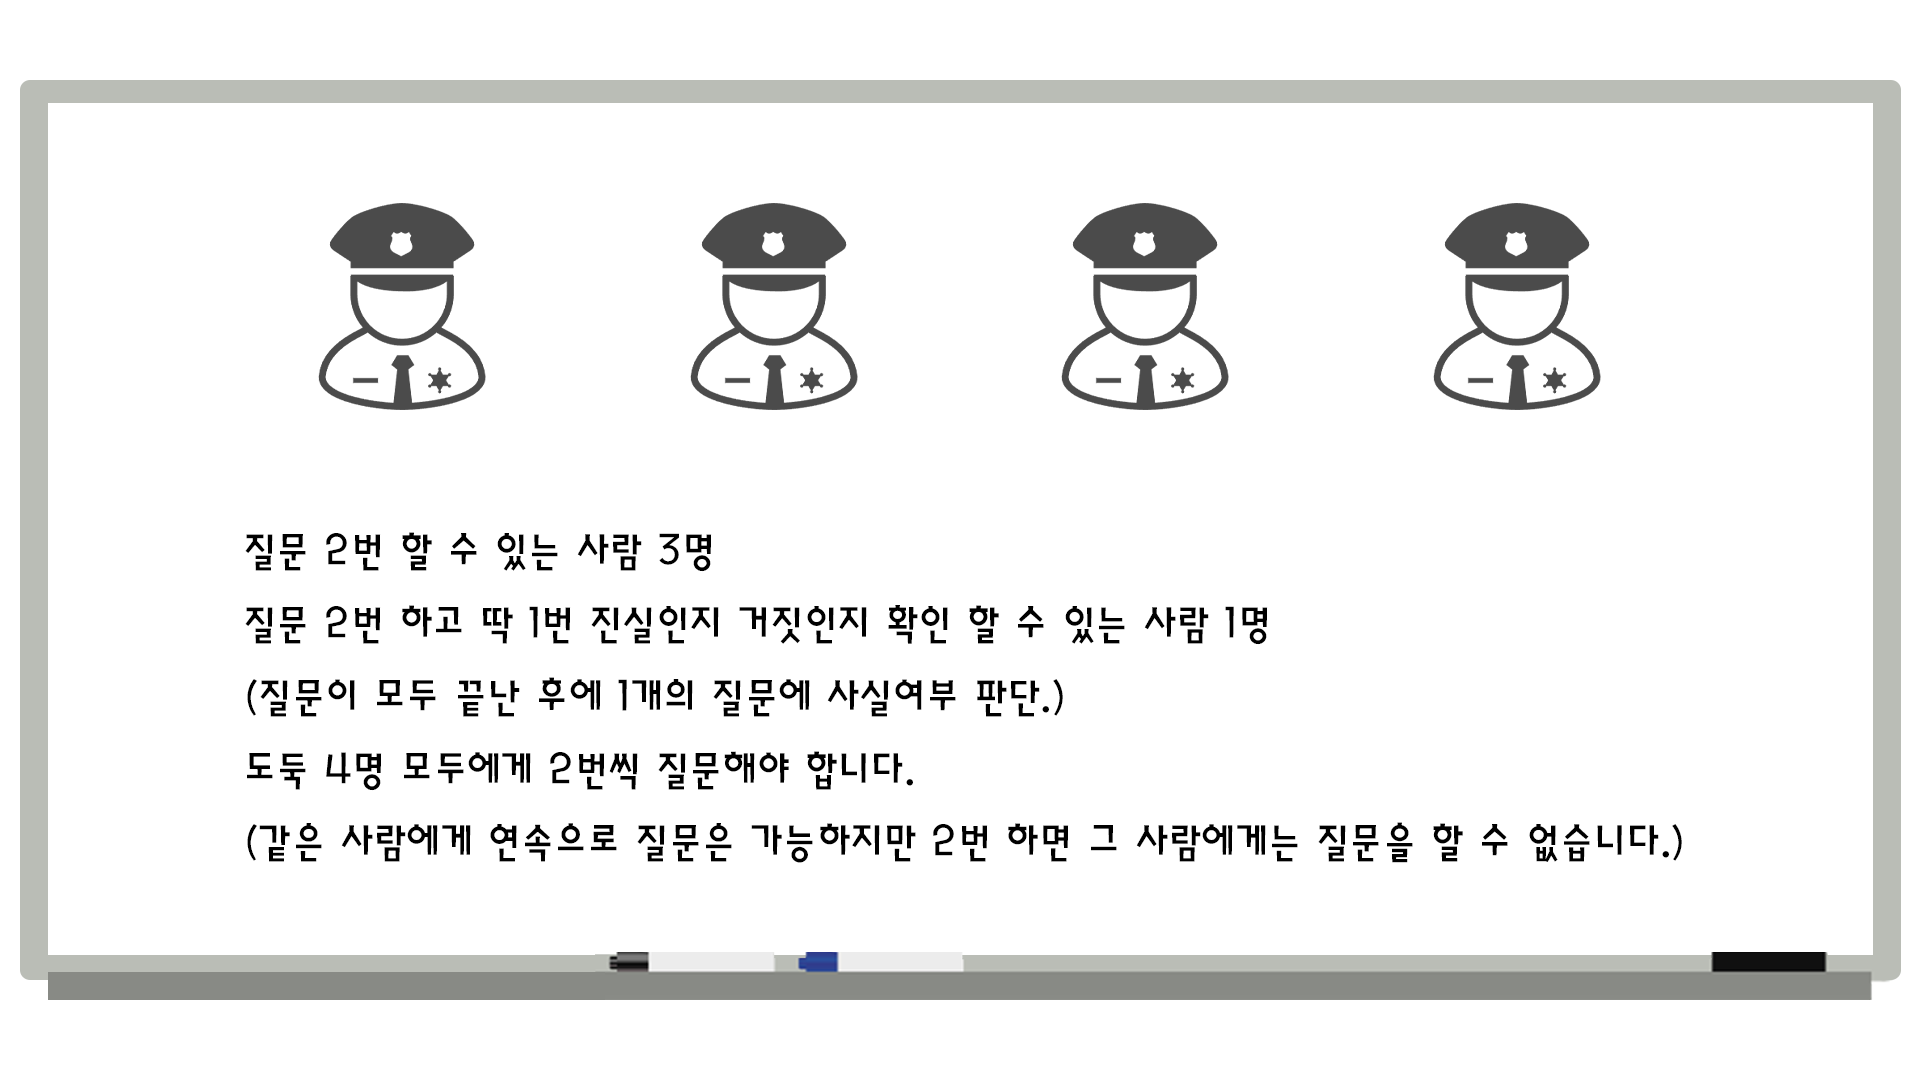 질문 2번 할 수 있는 사람 3명
질문 2번 하고 딱 1번 진실인지 거짓인지 확인 할 수 있는 사람 1명
(질문이 모두 끝난 후에 1개의 질문에 사실여부 판단.)
도둑 4명 모두에게 2번씩 질문해야 합니다.
(같은 사람에게 연속으로 질문은 가능하지만 2번 하면 그 사람에게는 질문을 할 수 없습니다.)